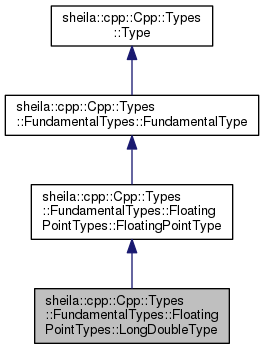 sheila::cpp::Cpp::Types
::Type
sheila::cpp::Cpp::Types
::FundamentalTypes::FundamentalType
sheila::cpp::Cpp::Types
::FundamentalTypes::Floating
PointTypes::FloatingPointType
sheila::cpp::Cpp::Types
::FundamentalTypes::Floating
PointTypes::LongDoubleType